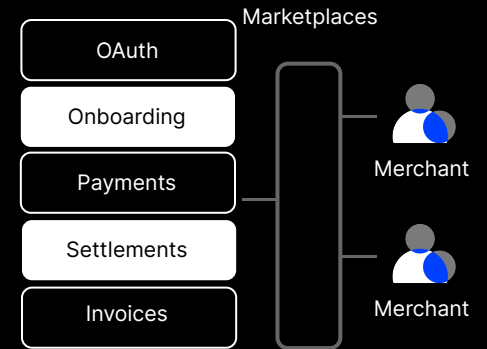 Marketplaces
OAuth
Onboarding
Payments
Settlements
Invoices
Merchant
Merchant